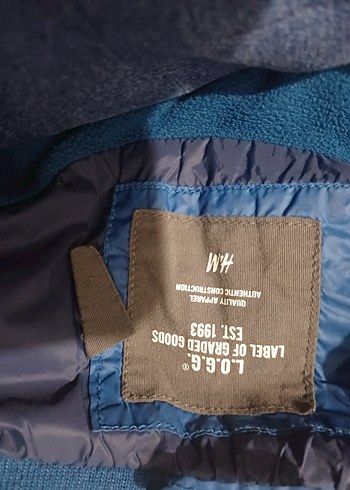 L.O.G.G.®
LABEL OF GRADED GOODS
EST. 1993
QUALITY APPAREL
AUTHENTIC CONSTRUCTION
H&M